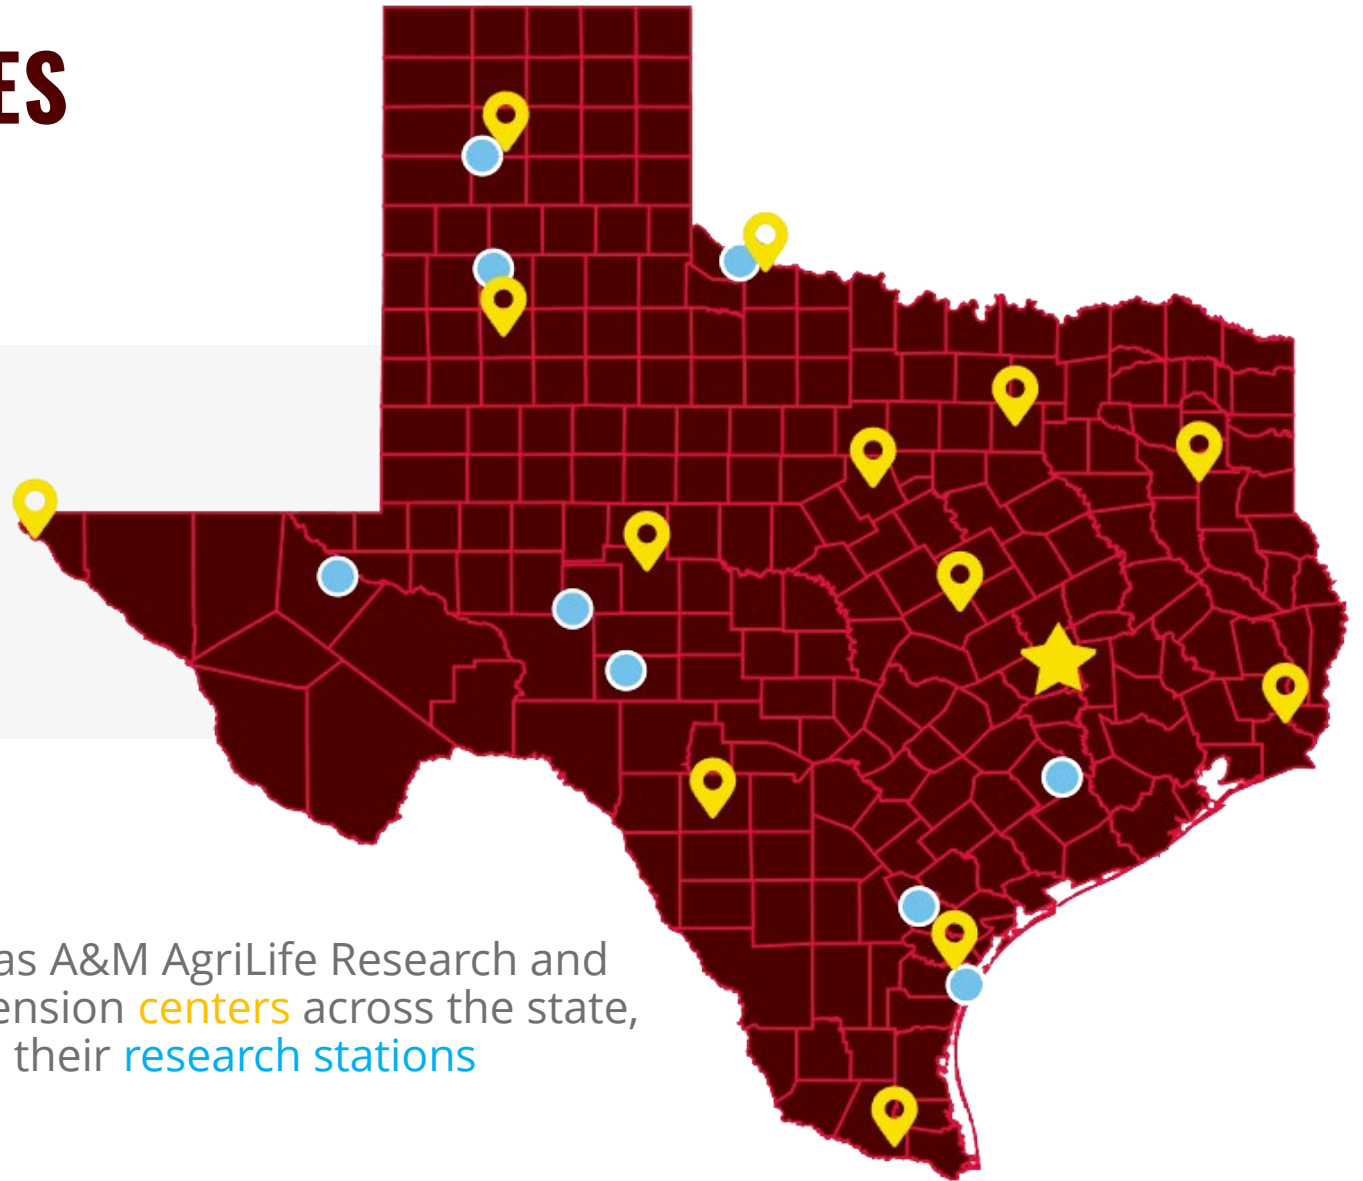 ES
as A&M AgriLife Research and
ension centers across the state,
their research stations